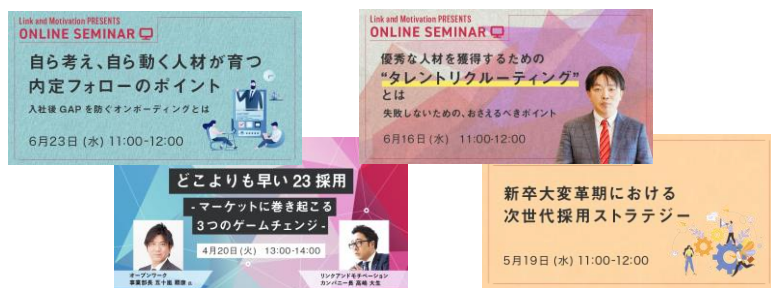 Link and Motivation PRESENTS
ONLINE SEMINAR
自ら考え、自ら動く人材が育つ
内定フォローのポイント
入社後GAPを防ぐオンボーディングとは
6月23日(水) 11:00-12:00
Link and Motivation PRESENTS
ONLINE SEMINAR
優秀な人材を獲得するための
“タレントリクルーティング”
とは
失敗しないための、おさえるべきポイント
6月16日(水) 11:00-12:00
どこよりも早い23採用
-マーケットに巻き起こる
3つのゲームチェンジ-
4月20日(火) 13:00-14:00
オープンワーク
事業部長 五十嵐
リンクアンドモチベーション
カンパニー長 高橋 大生
新卒大変革期における
次世代採用ストラテジー
5月19日(水) 11:00-12:00